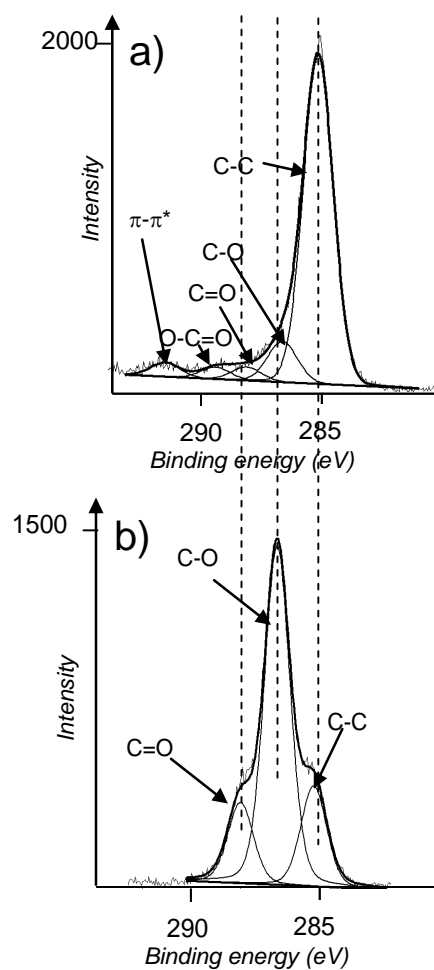 2000
a)
C-C
Intensity
π-π*
C-O
C=O
O-C=O
290
285
Binding energy (eV)
1500
b)
C-O
Intensity
C-C
C=O
290
285
Binding energy (eV)